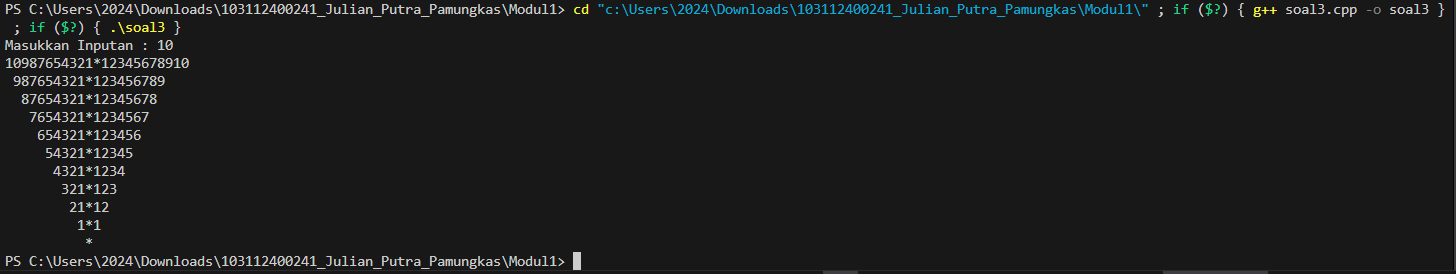 PS C:\Users\2024\Downloads\103112400241_Julian_Putra_Pamungkas\Modul1> cd "c:\Users\2024\Downloads\103112400241_Julian_Putra_Pamungkas\Modul1\" ; if ($?) { g++ soal3.cpp -o soal3 }
 ; if ($?) { .\soal3 }
Masukkan Inputan : 10
10987654321*12345678910
 987654321*123456789
  87654321*12345678
   7654321*1234567
    654321*123456
     54321*12345
      4321*1234
       321*123
        21*12
         1*1
          *
PS C:\Users\2024\Downloads\103112400241_Julian_Putra_Pamungkas\Modul1>